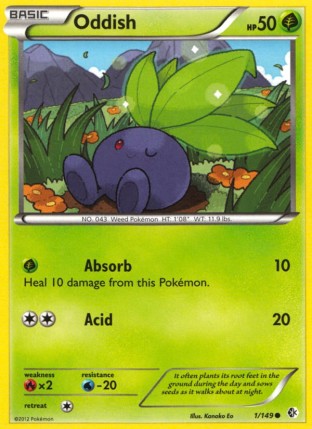 BASIC
Oddish
HP50
NO. 043 Weed Pokémon HT. 1'08" WT. 11.9 lbs.
Absorb 10
Heal 10 damage from this Pokémon.
Acid 20
weakness
×2
resistance
-20
retreat
It often plants its root feet in the
ground during the day and sows
seeds as it walks about at night.
©2012 Pokémon
Illus. Kanako Eo
1/149